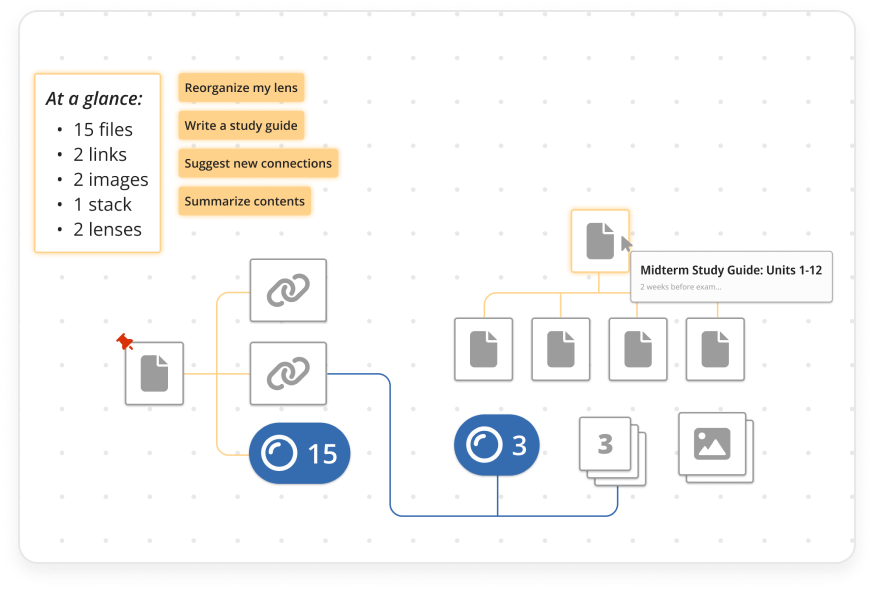 At a glance:
• 15 files
• 2 links
• 2 images
• 1 stack
• 2 lenses
Reorganize my lens
Write a study guide
Suggest new connections
Summarize contents
Midterm Study Guide: Units 1-12
2 weeks before exam...
15
3
3